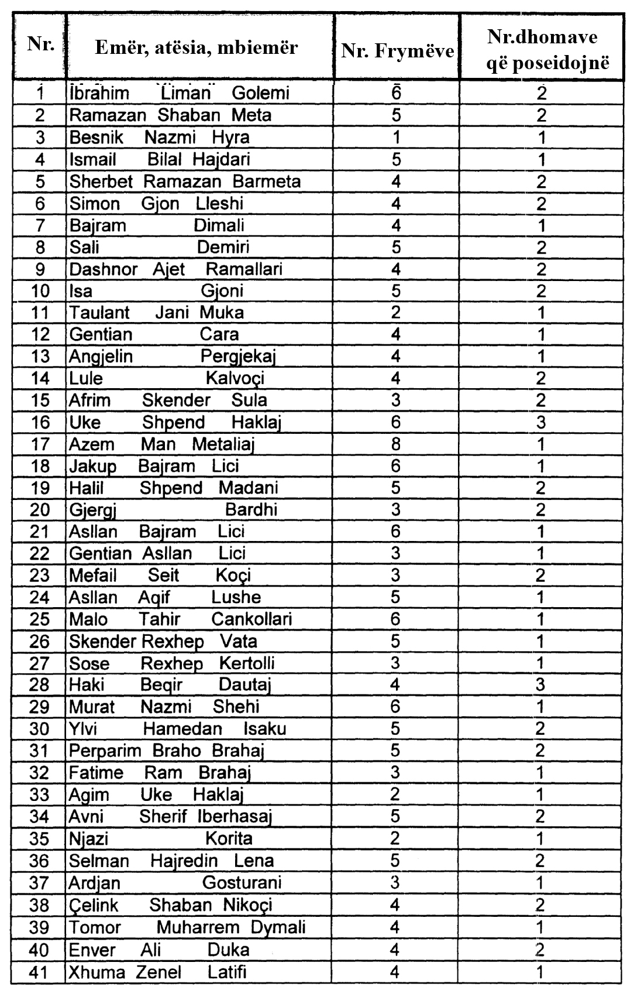 Nr. Emër, atësia, mbiemër Nr. Frymëve Nr.dhomave që poseidojnë
1 Ibrahim Liman Golemi 6 2
2 Ramazan Shaban Meta 5 2
3 Besnik Nazmi Hyra 1 1
4 Ismail Bilal Hajdari 5 1
5 Sherbet Ramazan Barmeta 4 2
6 Simon Gjon Lleshi 4 2
7 Bajram Dimali 4 1
8 Sali Demiri 5 2
9 Dashnor Ajet Ramallari 4 2
10 Isa Gjoni 5 2
11 Taulant Jani Muka 2 1
12 Gentian Cara 4 1
13 Angjelin Pergjekaj 4 1
14 Lule Kalvoçi 4 2
15 Afrim Skender Sula 3 2
16 Uke Shpend Haklaj 6 3
17 Azem Man Metaliaj 8 1
18 Jakup Bajram Lici 6 1
19 Halil Shpend Madani 5 2
20 Gjergj Bardhi 3 2
21 Asllan Bajram Lici 6 1
22 Gentian Asllan Lici 3 1
23 Mefail Seit Koçi 3 2
24 Asllan Aqif Lushe 5 1
25 Malo Tahir Cankollari 6 1
26 Skender Rexhep Vata 5 1
27 Sose Rexhep Kertolli 3 1
28 Haki Beqir Dautaj 4 3
29 Murat Nazmi Shehi 6 1
30 Ylvi Hamedan Isaku 5 2
31 Perparim Braho Brahaj 5 2
32 Fatime Ram Brahaj 3 1
33 Agim Uke Haklaj 2 1
34 Avni Sherif Iberhasaj 5 2
35 Njazi Korita 2 1
36 Selman Hajredin Lena 5 2
37 Ardjan Gosturani 3 1
38 Çelink Shaban Nikoçi 4 2
39 Tomor Muharrem Dymali 4 1
40 Enver Ali Duka 4 2
41 Xhuma Zenel Latifi 4 1